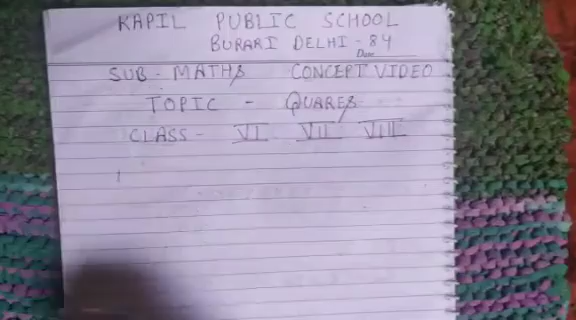 KAPIL PUBLIC SCHOOL
BURARI DELHI - 84
Date
SUB - MATHS CONCEPT VIDEO
TOPIC - QUARES
CLASS - VI VII VIII